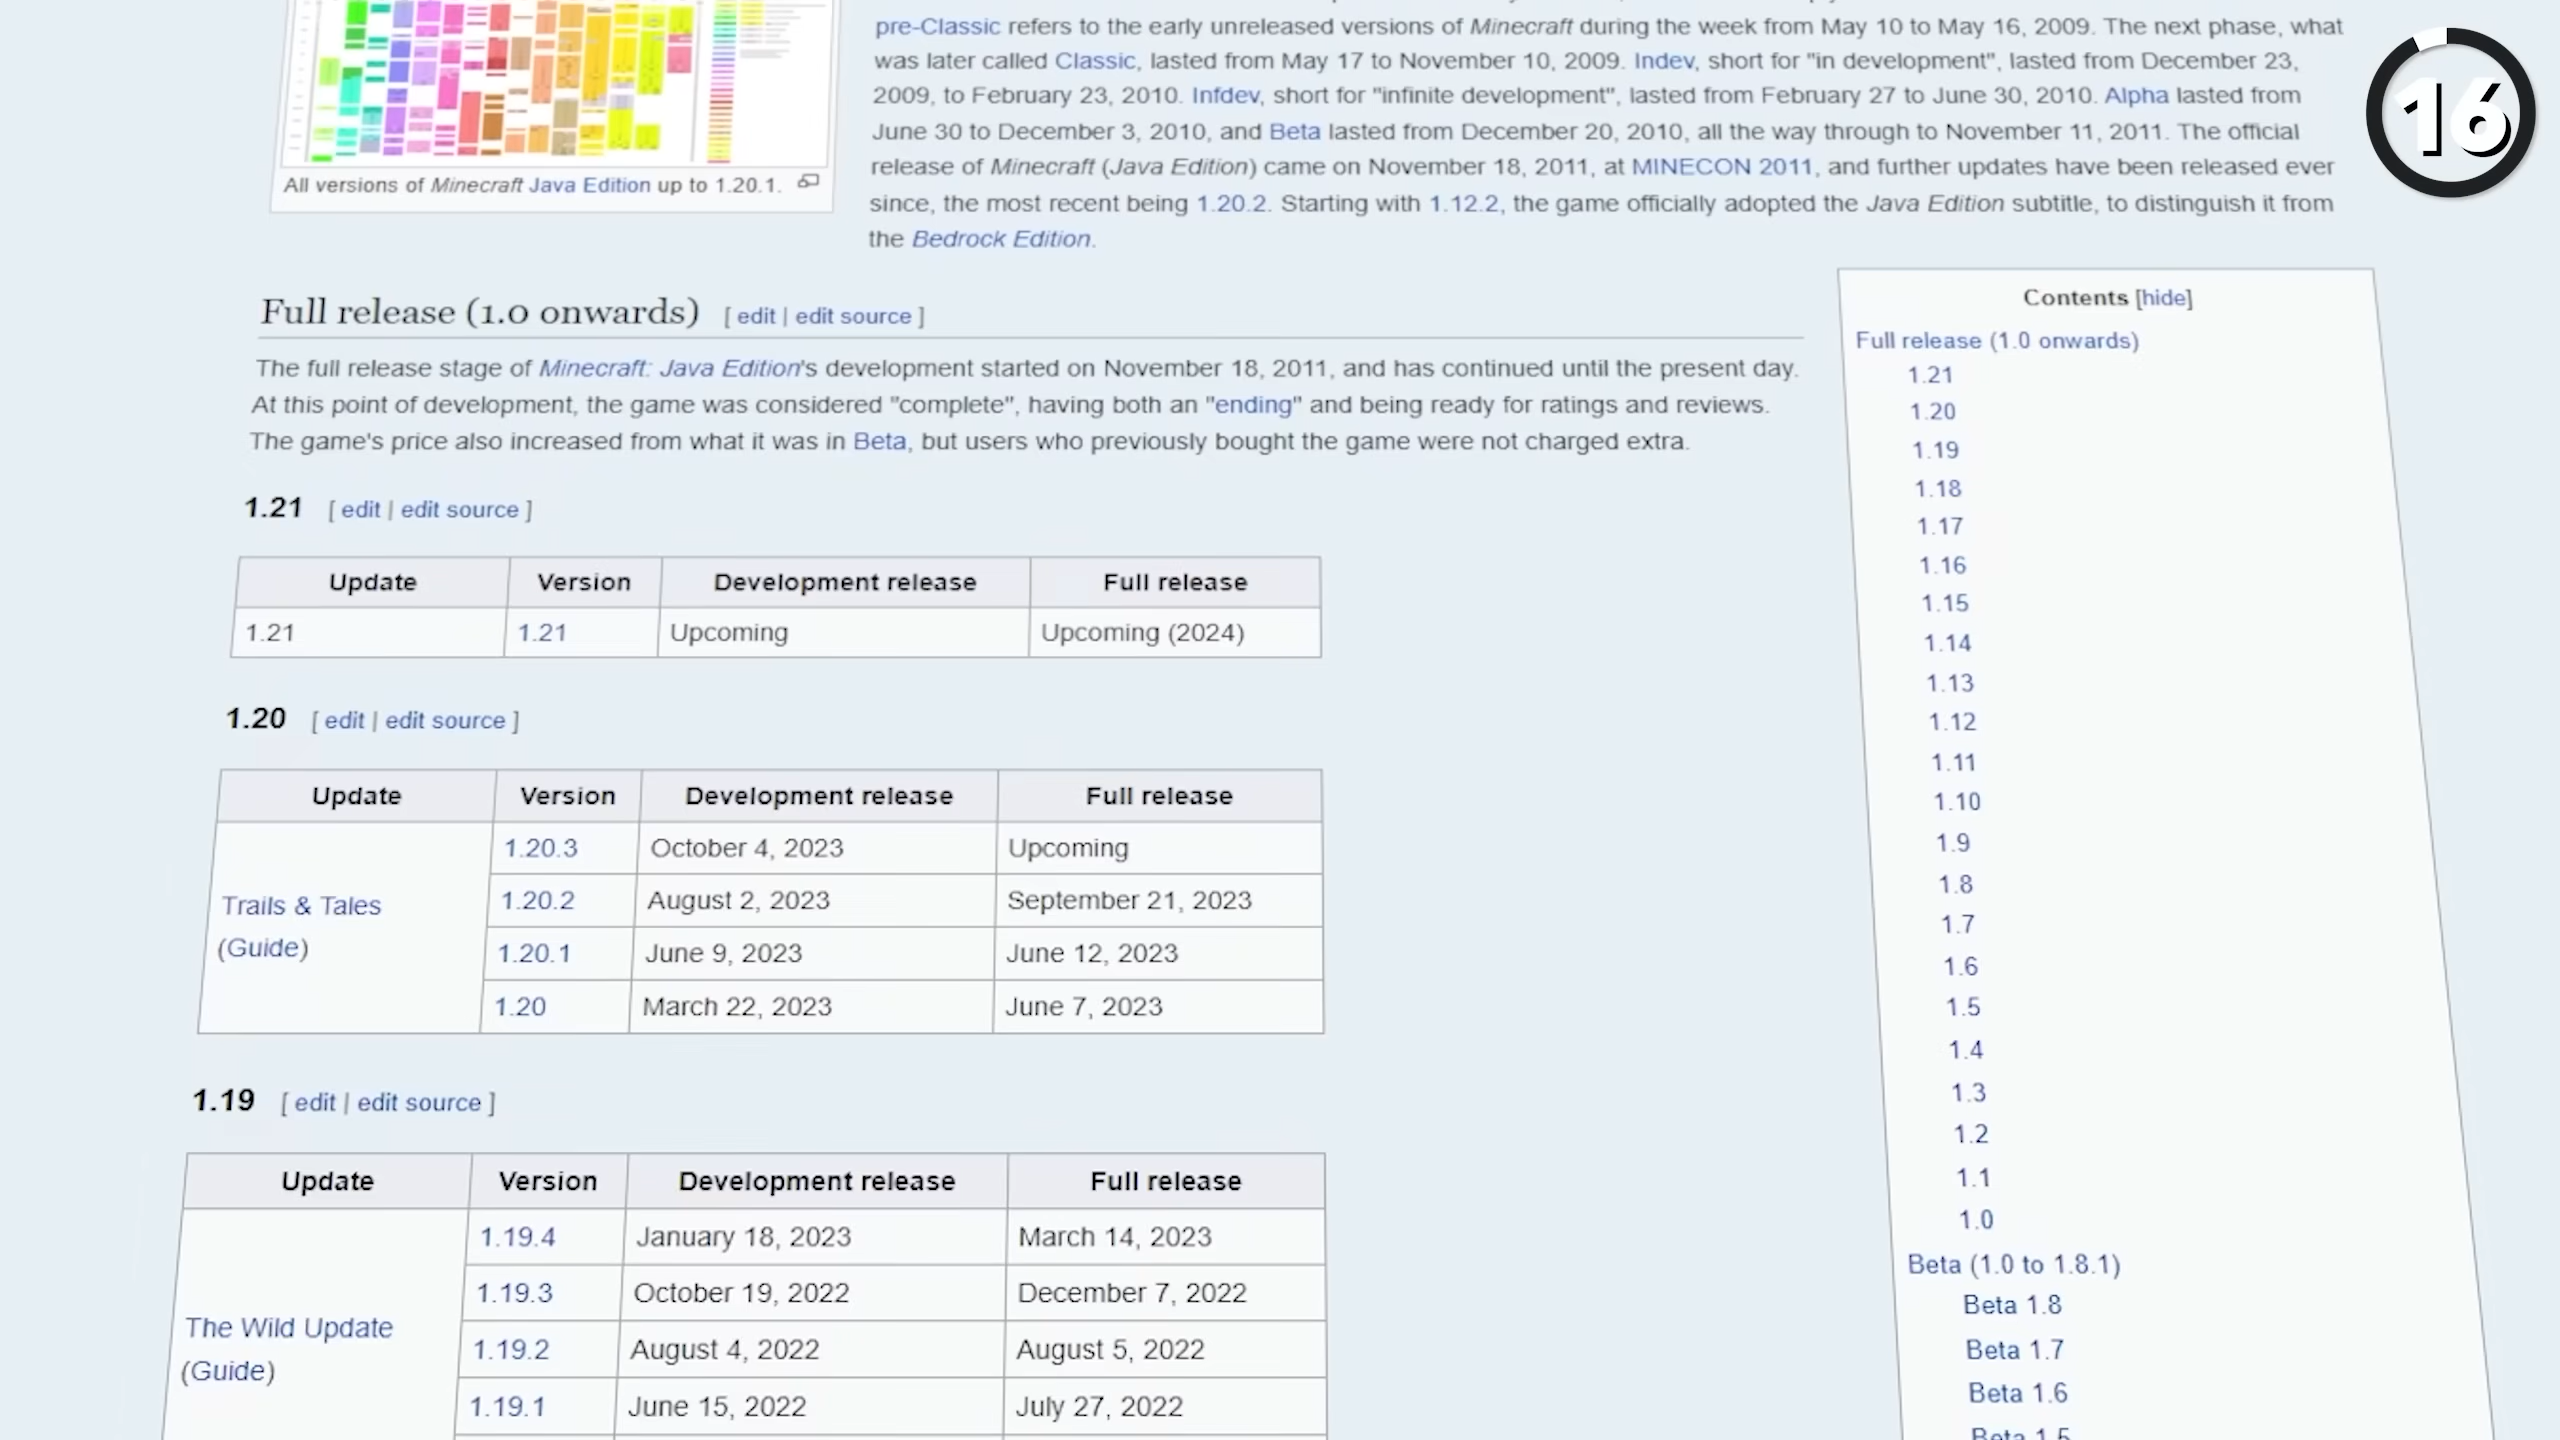 pre-Classic refers to the early unreleased versions of Minecraft during the week from May 10 to May 16, 2009. The next phase, what
was later called Classic, lasted from May 17 to November 10, 2009. Indev, short for "in development", lasted from December 23,
2009, to February 23, 2010. Infdev, short for "infinite development", lasted from February 27 to June 30, 2010. Alpha lasted from
June 30 to December 3, 2010, and Beta lasted from December 20, 2010, all the way through to November 11, 2011. The official
release of Minecraft (Java Edition) came on November 18, 2011, at MINECON 2011, and further updates have been released ever
since, the most recent being 1.20.2. Starting with 1.12.2, the game officially adopted the Java Edition subtitle, to distinguish it from
the Bedrock Edition.
16
All versions of Minecraft Java Edition up to 1.20.1.
Full release (1.0 onwards) [ edit | edit source ]
The full release stage of Minecraft: Java Edition's development started on November 18, 2011, and has continued until the present day.
At this point of development, the game was considered "complete", having both an "ending" and being ready for ratings and reviews.
The game's price also increased from what it was in Beta, but users who previously bought the game were not charged extra.
1.21 [ edit | edit source ]
Update Version Development release Full release
1.21 1.21 Upcoming Upcoming (2024)
1.20 [ edit | edit source ]
Update Version Development release Full release
Trails & Tales
(Guide)
1.20.3 October 4, 2023 Upcoming
1.20.2 August 2, 2023 September 21, 2023
1.20.1 June 9, 2023 June 12, 2023
1.20 March 22, 2023 June 7, 2023
1.19 [ edit | edit source ]
Update Version Development release Full release
The Wild Update
(Guide)
1.19.4 January 18, 2023 March 14, 2023
1.19.3 October 19, 2022 December 7, 2022
1.19.2 August 4, 2022 August 5, 2022
1.19.1 June 15, 2022 July 27, 2022
Contents [hide]
Full release (1.0 onwards)
1.21
1.20
1.19
1.18
1.17
1.16
1.15
1.14
1.13
1.12
1.11
1.10
1.9
1.8
1.7
1.6
1.5
1.4
1.3
1.2
1.1
1.0
Beta (1.0 to 1.8.1)
Beta 1.8
Beta 1.7
Beta 1.6
Beta 1.5